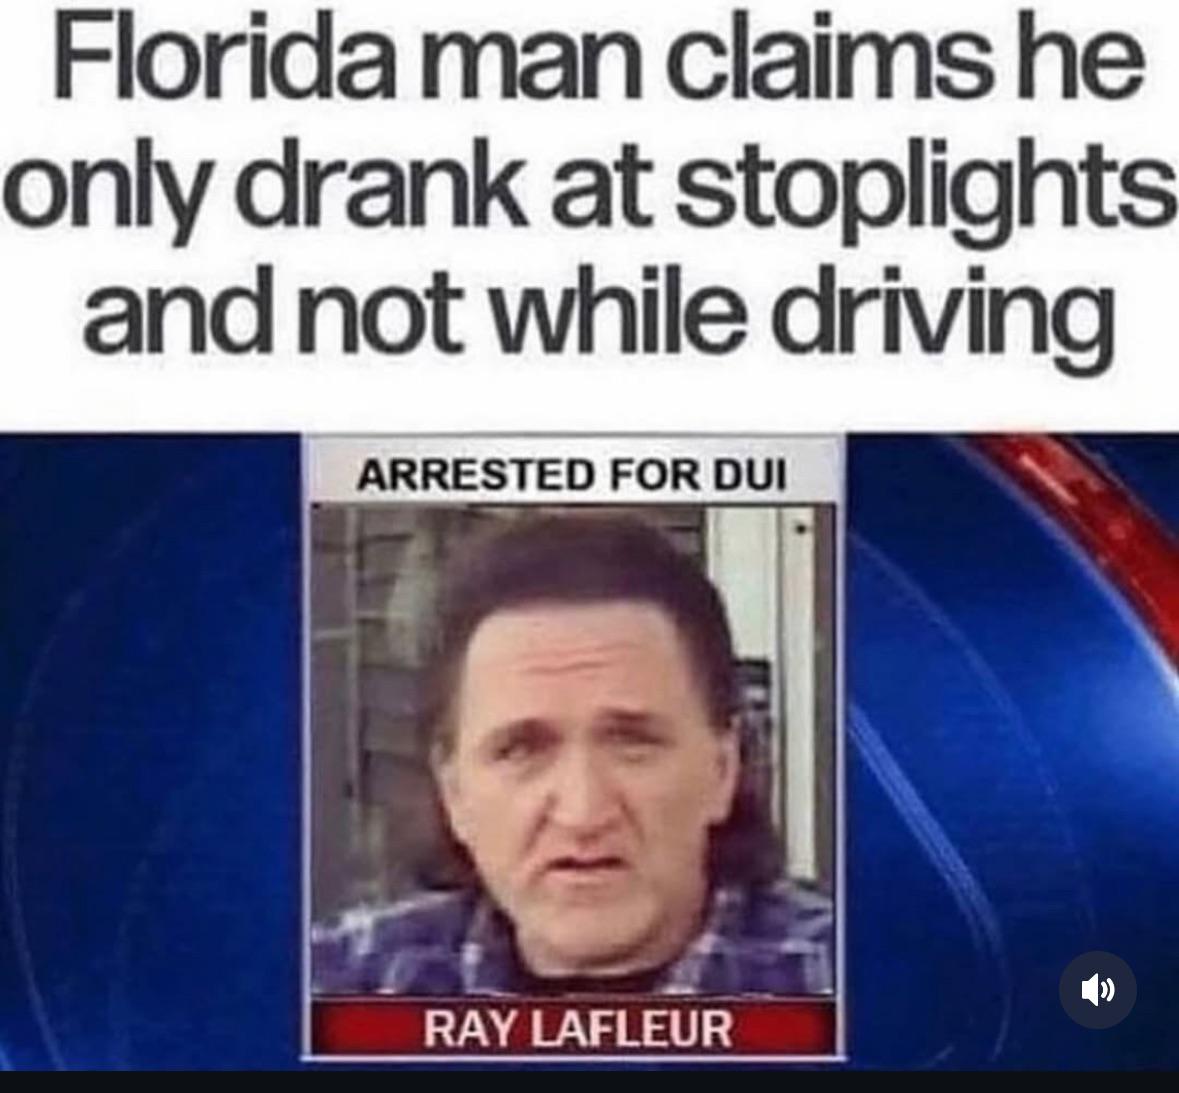 Florida man claims he
only drank at stoplights
and not while driving
ARRESTED FOR DUI
RAY LAFLEUR